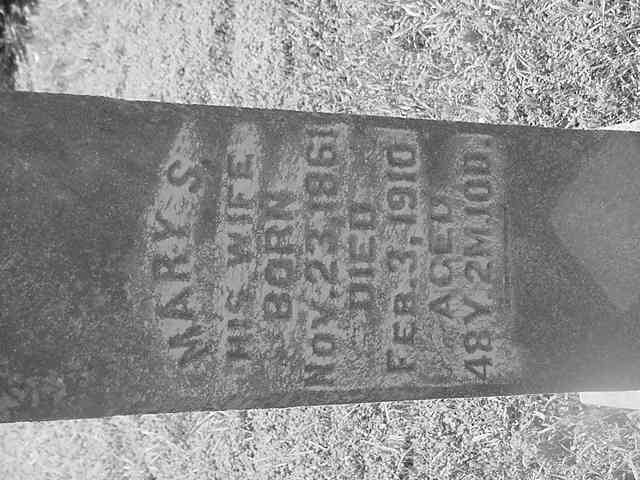 MARY S.
HIS WIFE
BORN
NOV. 23, 1861
DIED
FEB. 3, 1910
AGED
48Y. 2M. 10D.